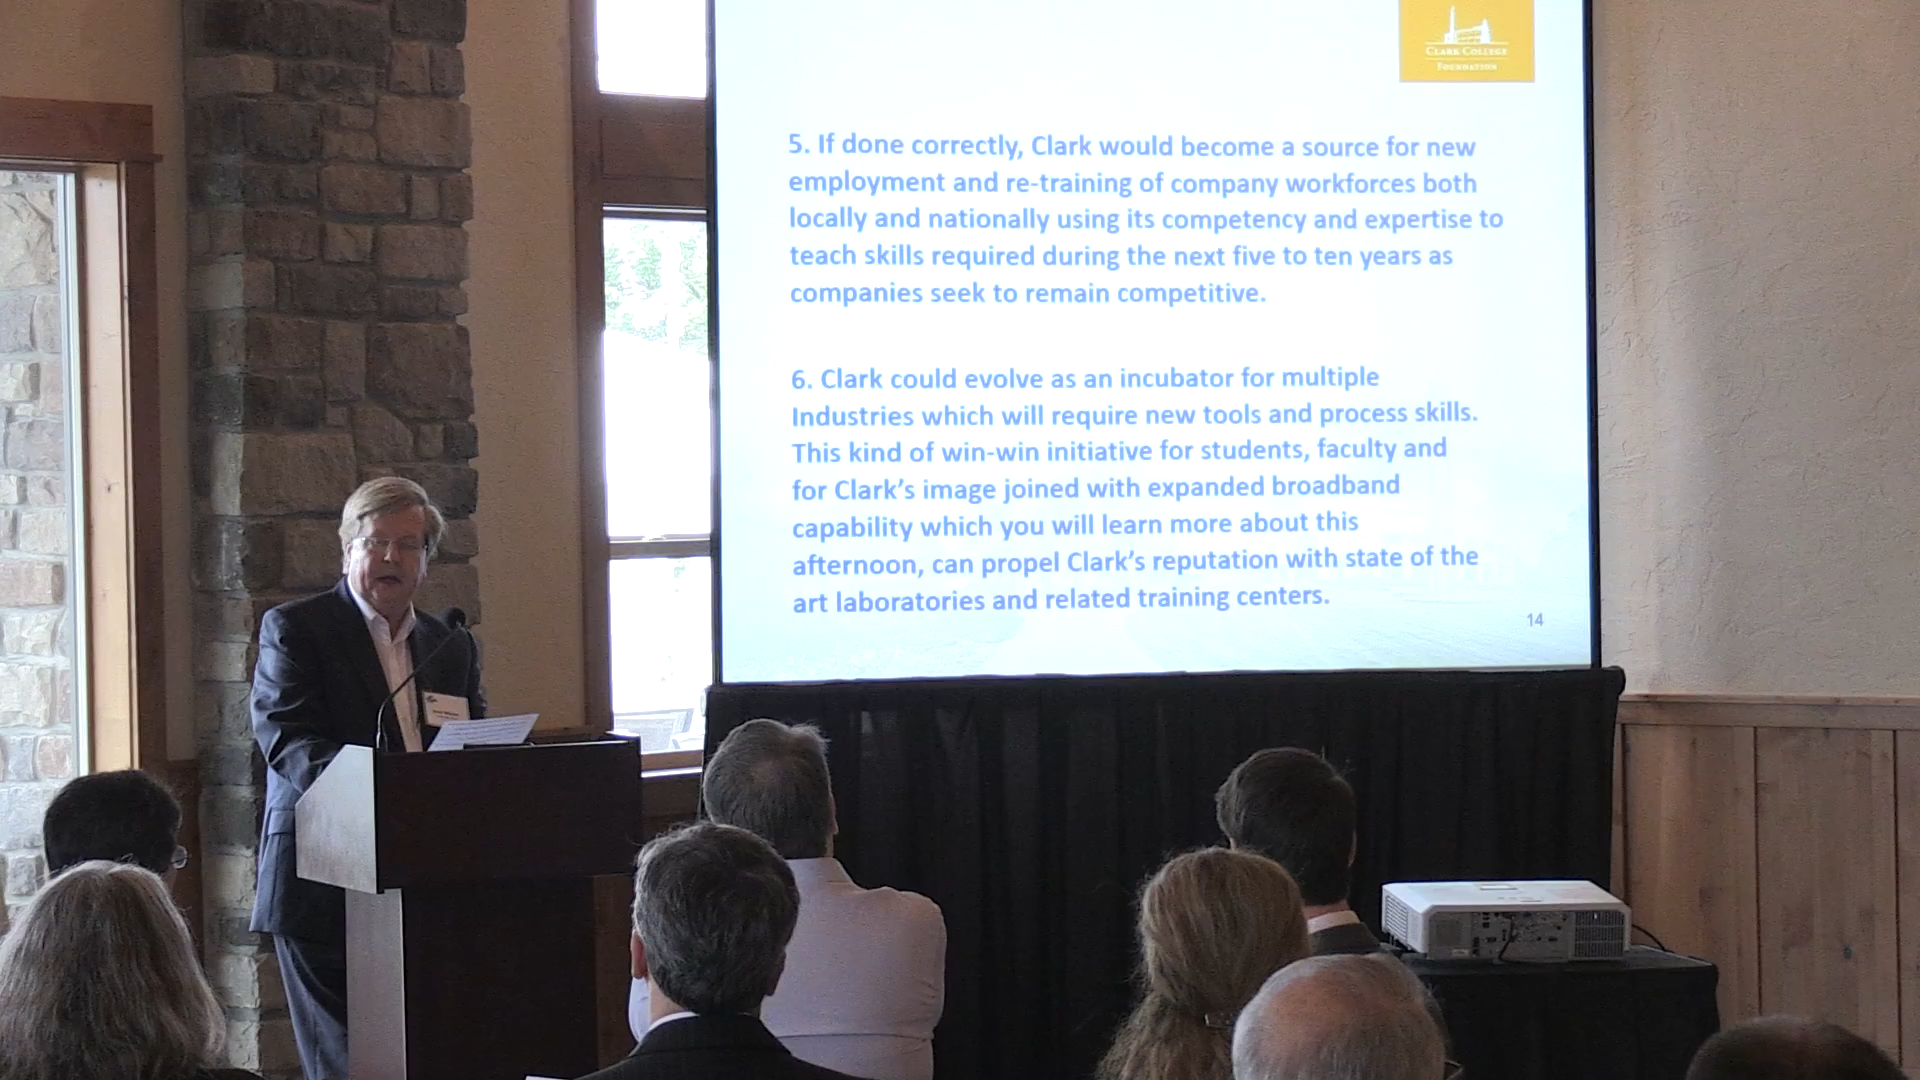 CLARK COLLEGE
FOUNDATION
5. If done correctly, Clark would become a source for new
employment and re-training of company workforces both
locally and nationally using its competency and expertise to
teach skills required during the next five to ten years as
companies seek to remain competitive.
6. Clark could evolve as an incubator for multiple
Industries which will require new tools and process skills.
This kind of win-win initiative for students, faculty and
for Clark's image joined with expanded broadband
capability which you will learn more about this
afternoon, can propel Clark's reputation with state of the
art laboratories and related training centers.
14